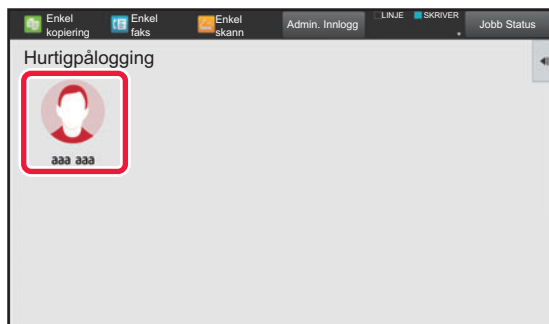 Enkel kopiering
Enkel faks
Enkel skann
Admin. Innlogg
LINJE
SKRIVER
Jobb Status
Hurtigpålogging
aaa aaa